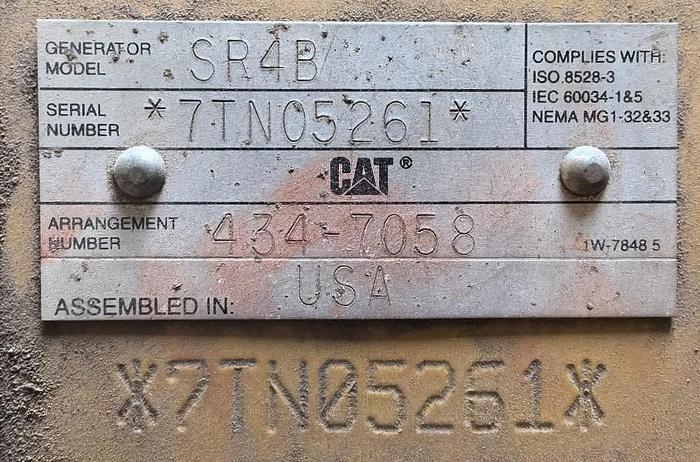 GENERATOR MODEL SR4B
COMPLIES WITH:
ISO 8528-3
IEC 60034-1&5
NEMA MG1-32&33
SERIAL NUMBER *7TN05261*
CAT®
ARRANGEMENT NUMBER 434-7058
1W-7848 5
ASSEMBLED IN: USA
*7TN05261*